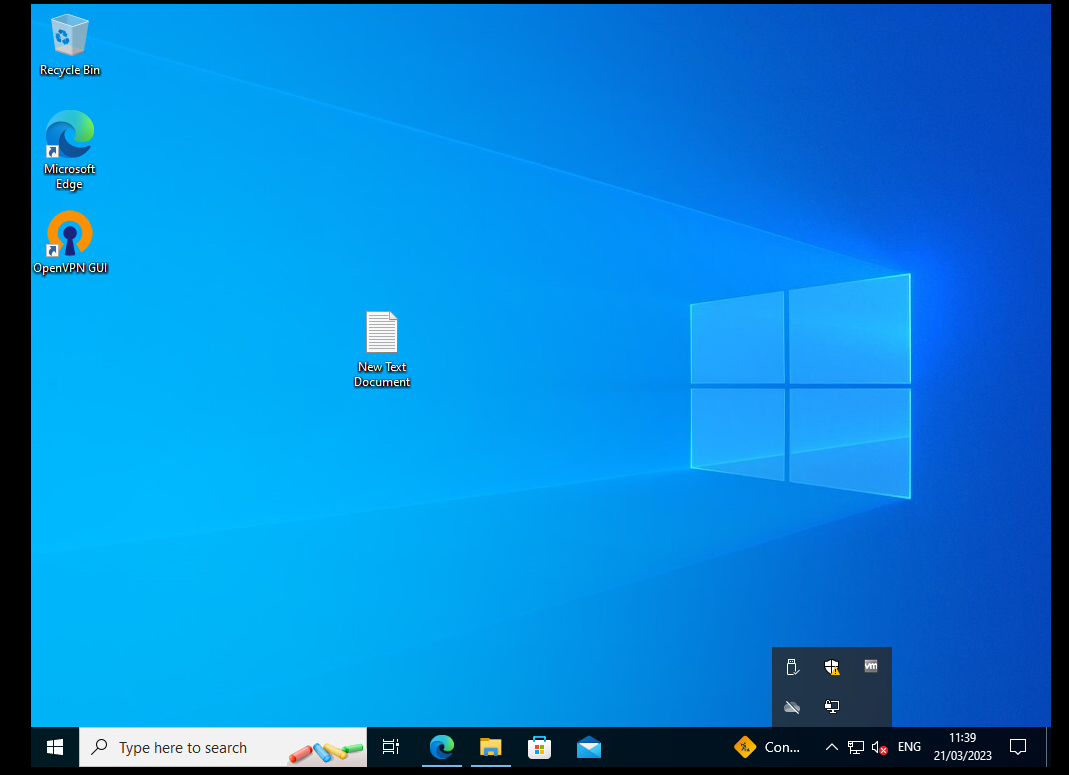 Recycle Bin
Microsoft
Edge
OpenVPN GUI
New Text
Document
vm
Type here to search
Con...
ENG
11:39
21/03/2023